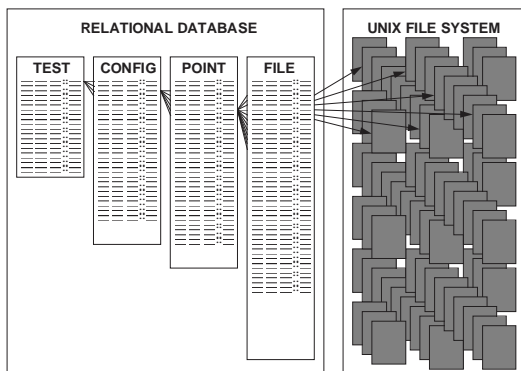 RELATIONAL DATABASE
UNIX FILE SYSTEM
TEST
CONFIG
POINT
FILE